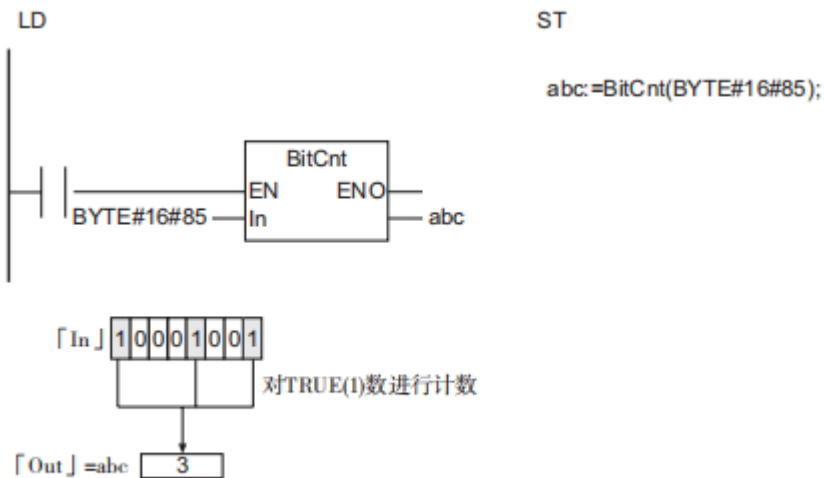 LD
ST
abc:=BitCnt(BYTE#16#85);
BitCnt
EN ENO
BYTE#16#85 In abc
「In」 1 0 0 0 1 0 0 1
对TRUE(1)数进行计数
「Out」=abc 3